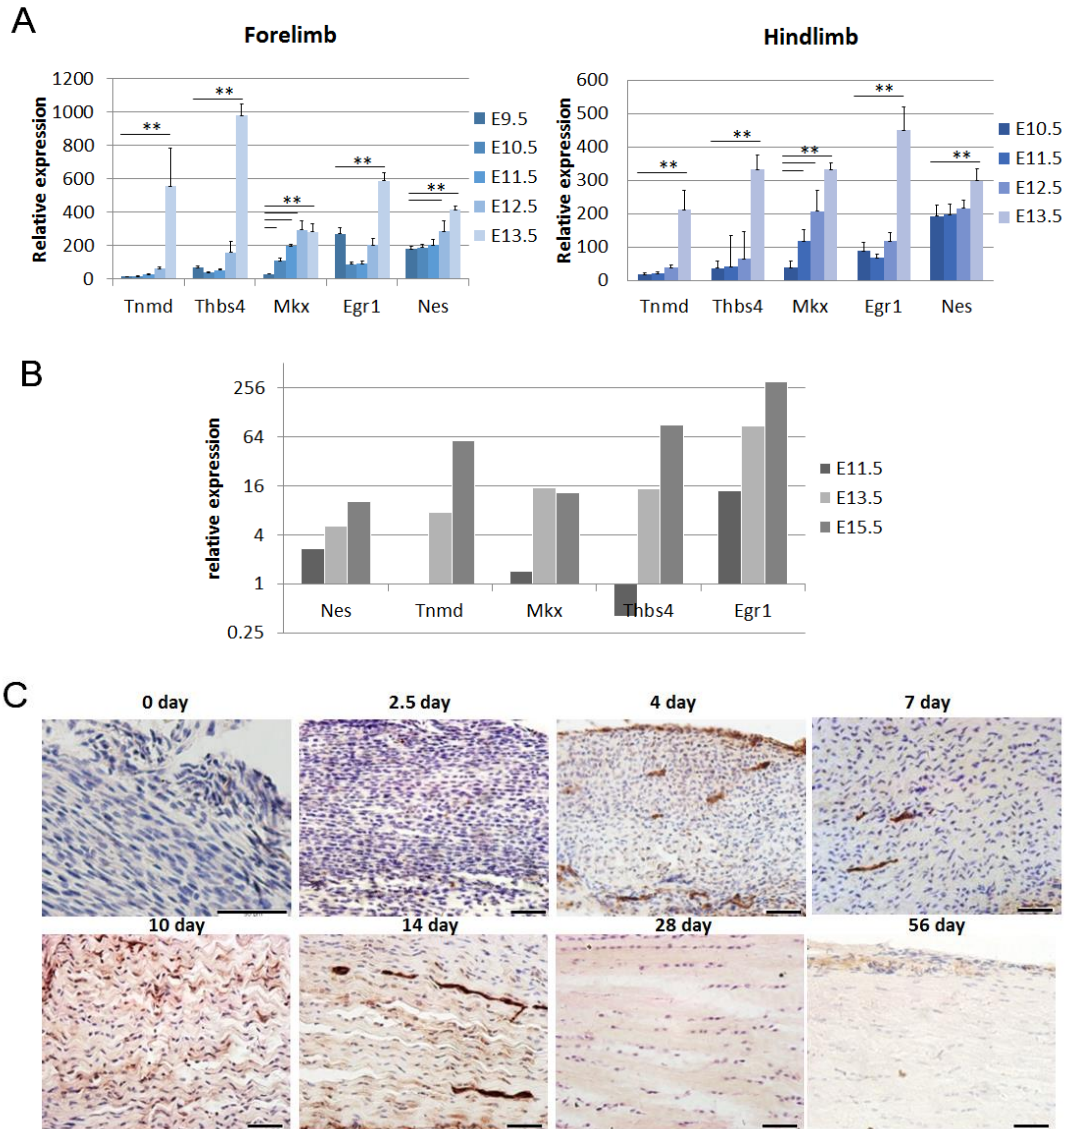 A
Forelimb
Relative expression
1200
1000
800
600
400
200
0
**
**
**
**
**
Tnmd Thbs4 Mkx Egr1 Nes
E9.5
E10.5
E11.5
E12.5
E13.5
Hindlimb
Relative expression
600
500
400
300
200
100
0
**
**
**
**
**
Tnmd Thbs4 Mkx Egr1 Nes
E10.5
E11.5
E12.5
E13.5
B
relative expression
256
64
16
4
1
0.25
Nes Tnmd Mkx Thbs4 Egr1
E11.5
E13.5
E15.5
C
0 day 2.5 day 4 day 7 day
10 day 14 day 28 day 56 day